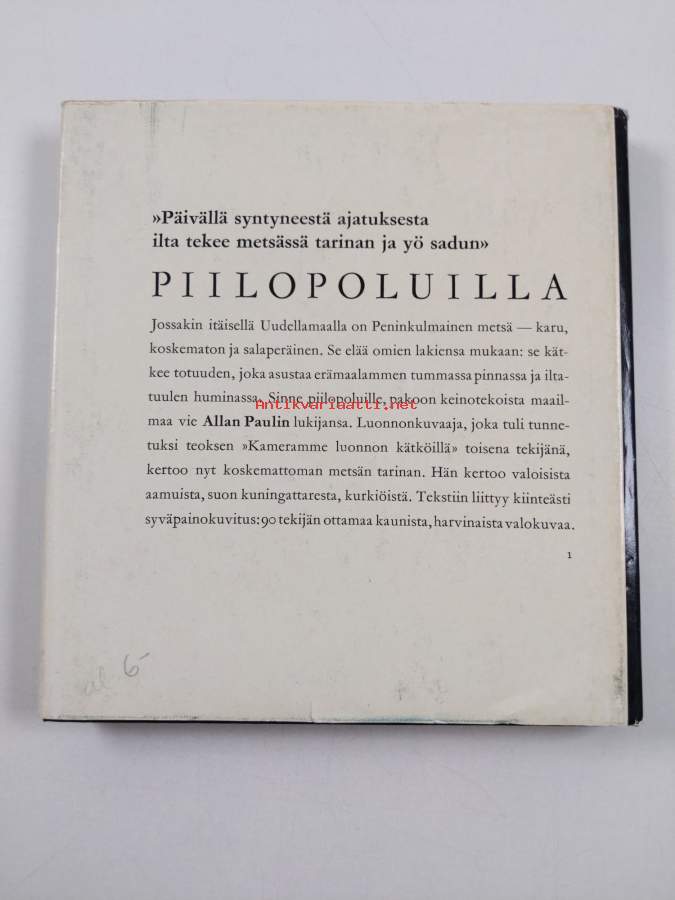 »Päivällä syntyneestä ajatuksesta
ilta tekee metsässä tarinan ja yö sadun»
PIILOPOLUILLA
Jossakin itäisellä Uudellamaalla on Peninkulmainen metsä — karu,
koskematon ja salaperäinen. Se elää omien lakiensa mukaan: se kät-
kee totuuden, joka asustaa erämaalammen tummassa pinnassa ja ilta-
tuulen huminassa. Sinne piilopoluille, pakoon keinotekoista maail-
Antikvariaatti.net
maa vie Allan Paulin lukijansa. Luonnonkuvaaja, joka tuli tunne-
tuksi teoksen »Kameramme luonnon kätköillä» toisena tekijänä,
kertoo nyt koskemattoman metsän tarinan. Hän kertoo valoisista
aamuista, suon kuningattaresta, kurkiöistä. Tekstiin liittyy kiinteästi
syväpainokuvitus: 90 tekijän ottamaa kaunista, harvinaista valokuvaa.
1
6-